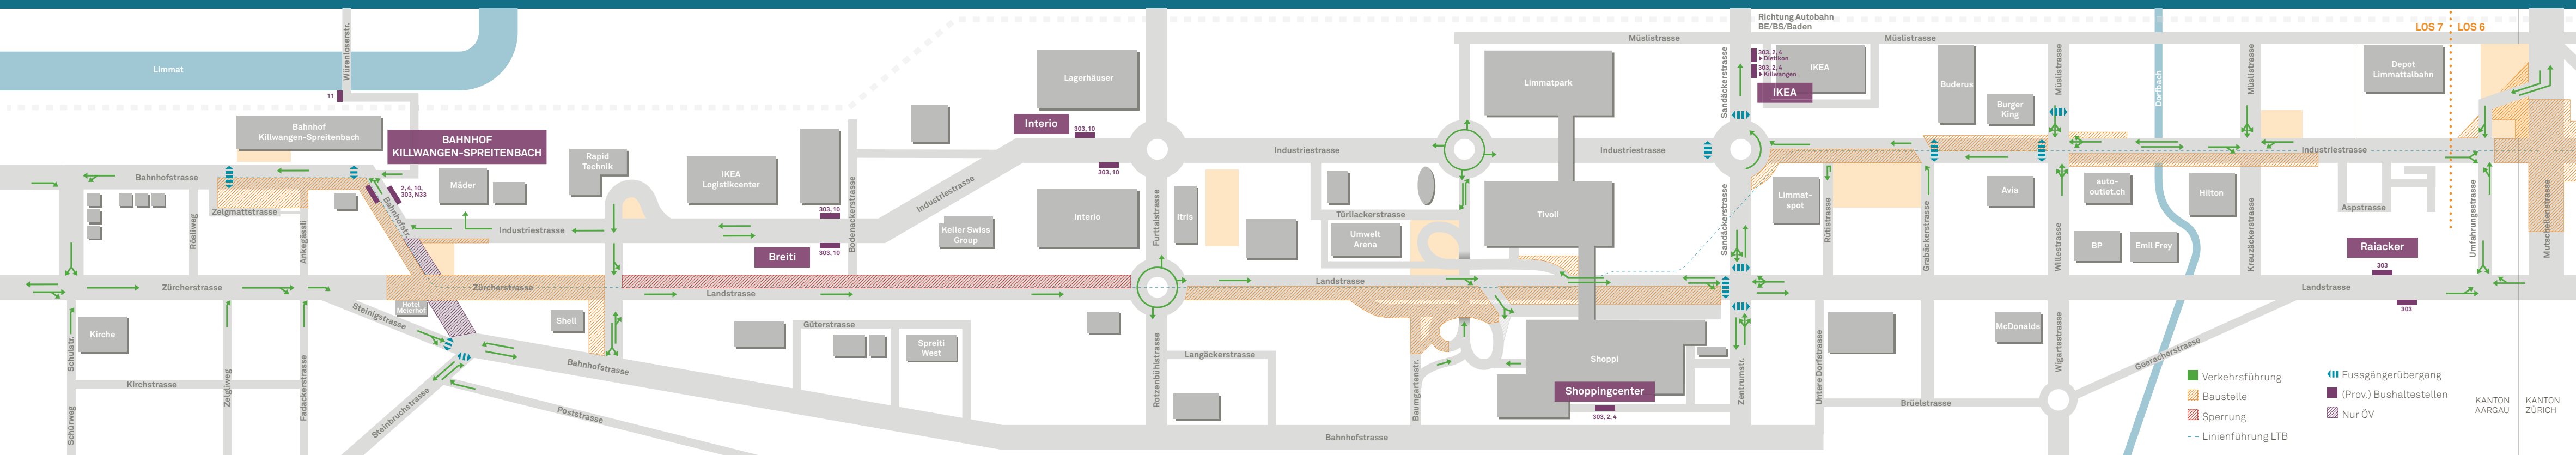 Limmat
Würenloserstr.
11
Bahnhof
Killwangen-Spreitenbach
BAHNHOF
KILLWANGEN-SPREITENBACH
2, 4, 10,
303, N33
Bahnhofstrasse
Zelgmattstrasse
Röseliweg
Ankegässli
Bahnhofstr.
Mäder
Rapid
Technik
IKEA
Logistikcenter
Industriestrasse
303, 10
Breiti
303, 10
Bodenäckerstrasse
Industriestrasse
Keller Swiss
Group
Lagerhäuser
Interio
303, 10
303, 10
Interio
Furttalstrasse
Itris
Industriestrasse
Türliackerstrasse
Umwelt
Arena
Limmatpark
Tivoli
Müslistrasse
Industriestrasse
Sandäckerstrasse
Sandäckerstrasse
Richtung Autobahn
BE/BS/Baden
303, 2, 4
Dietikon
303, 2, 4
Killwangen
IKEA
IKEA
Müslistrasse
Buderus
Burger
King
Müslistrasse
Dorfbach
Müslistrasse
Depot
Limmattalbahn
LOS 7
LOS 6
Industriestrasse
Limmat-
spot
Rütistrasse
Grabäckerstrasse
Avia
Willestrasse
auto-
outlet.ch
BP
Emil Frey
Hilton
Kreuzäckerstrasse
Aspstrasse
Raiacker
303
303
Umfahrungsstrasse
Mutschellenstrasse
Zürcherstrasse
Zürcherstrasse
Landstrasse
Landstrasse
Landstrasse
Kirche
Schulstr.
Schürweg
Kirchstrasse
Zelgliweg
Fadackerstrasse
Steinigstrasse
Hotel
Meierhof
Steinbruchstrasse
Poststrasse
Shell
Bahnhofstrasse
Güterstrasse
Spreiti
West
Rotzenbühlstrasse
Langäckerstrasse
Bahnhofstrasse
Baumgartenstr.
Shoppi
Shoppingcenter
303, 2, 4
Zentrumstr.
Untere Dorfstrasse
Brüelstrasse
McDonalds
Wigartestrasse
Geeracherstrasse
Verkehrsführung
Baustelle
Sperrung
Linienführung LTB
Fussgängerübergang
(Prov.) Bushaltestellen
Nur ÖV
KANTON
AARGAU
KANTON
ZÜRICH